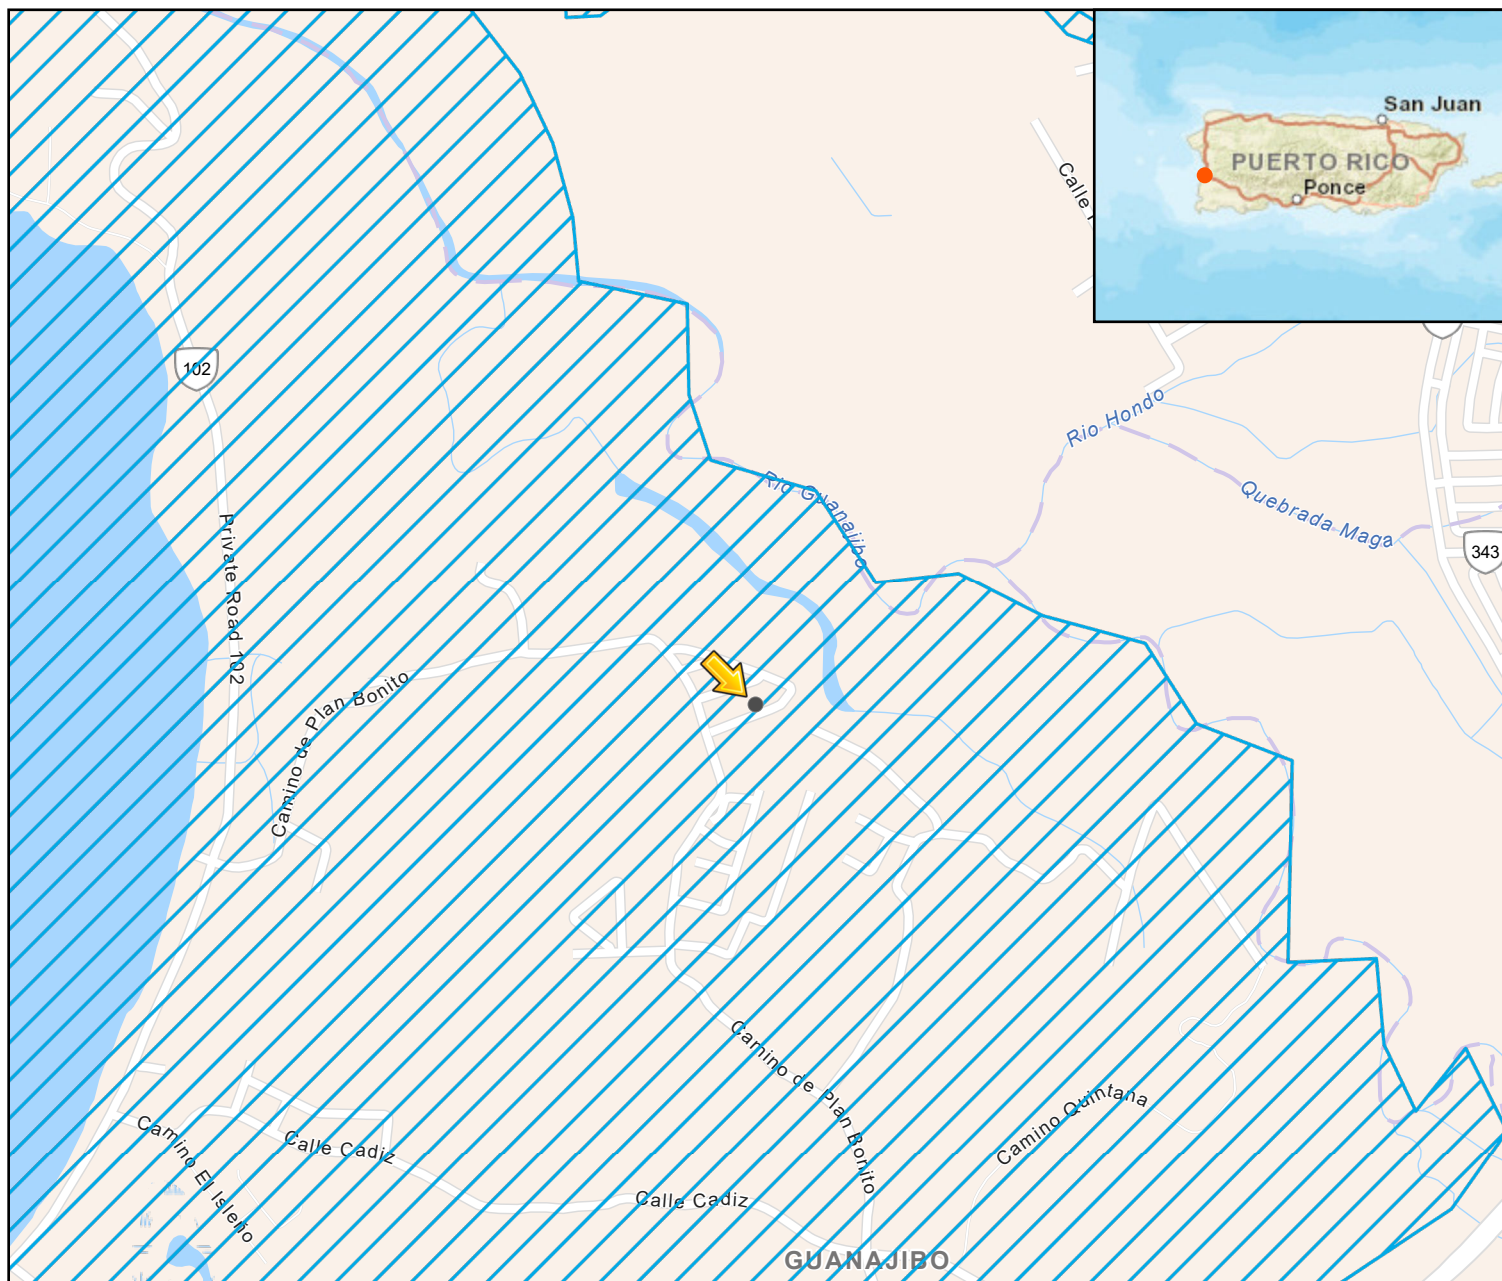 San Juan
PUERTO RICO
Ponce
Calle
102
Rio Hondo
Rio Guanajibo
Quebrada Maga
343
Private Road 102
Camino de Plan Bonito
Camino de Plan Bonito
Camino Quintana
Camino El Isleño
Calle Cadiz
Calle Cadiz
GUANAJIBO